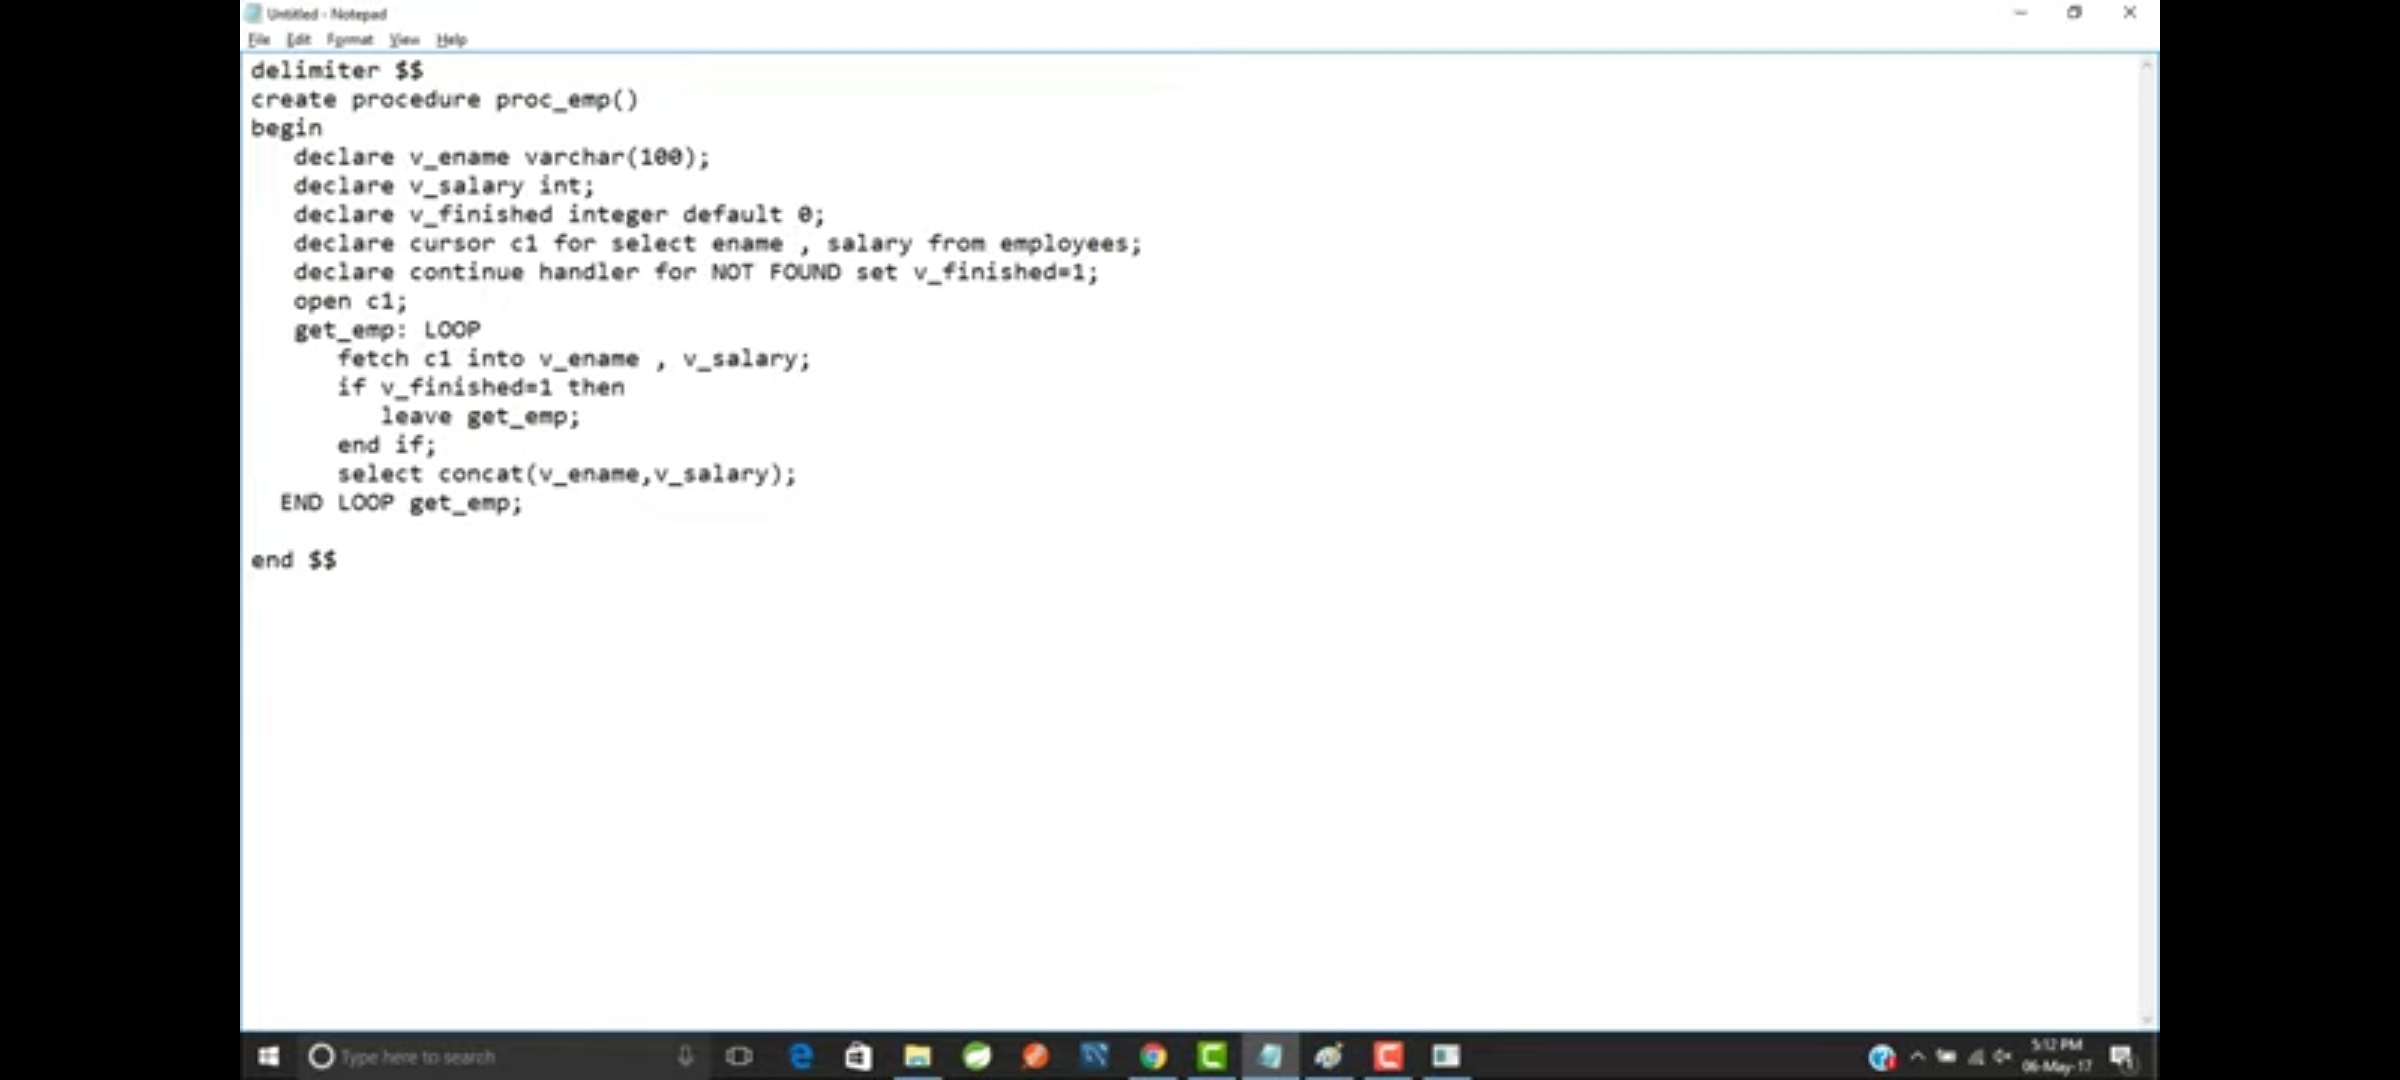 Untitled - Notepad
File Edit Format View Help
delimiter $$
create procedure proc_emp()
begin
   declare v_ename varchar(100);
   declare v_salary int;
   declare v_finished integer default 0;
   declare cursor c1 for select ename , salary from employees;
   declare continue handler for NOT FOUND set v_finished=1;
   open c1;
   get_emp: LOOP
      fetch c1 into v_ename , v_salary;
      if v_finished=1 then
         leave get_emp;
      end if;
      select concat(v_ename,v_salary);
  END LOOP get_emp;
end $$
Type here to search
5:12 PM
06-May-17